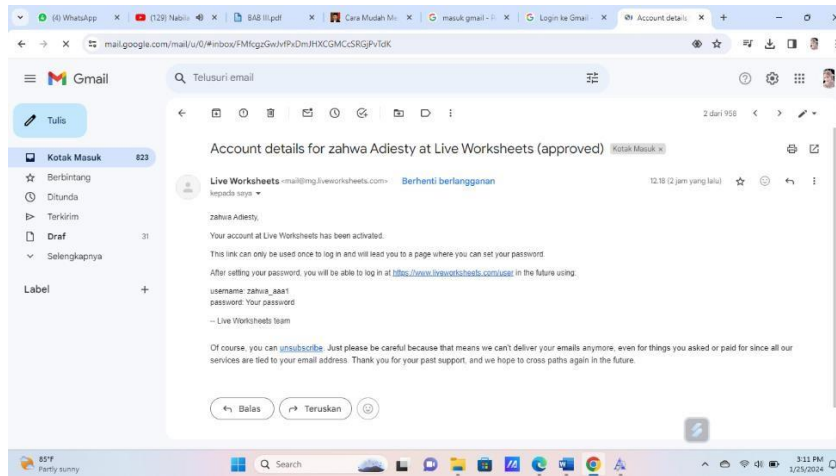 (4) WhatsApp
(129) Nabila
BAB III.pdf
Cara Mudah Me
masuk gmail -
Login ke Gmail
Account details
mail.google.com/mail/u/0/#inbox/
Gmail
Telusuri email
Tulis
2 dari 958
Account details for zahwa Adiesty at Live Worksheets (approved) Kotak Masuk x
Kotak Masuk 823
Berbintang
Ditunda
Terkirim
Draf 31
Selengkapnya
Label +
Live Worksheets <mail@mg.liveworksheets.com> Berhenti berlangganan 12.18 (2 jam yang lalu)
kepada saya
zahwa Adiesty,
Your account at Live Worksheets has been activated.
This link can only be used once to log in and will lead you to a page where you can set your password.
After setting your password, you will be able to log in at https://www.liveworksheets.com/user in the future using:
username: zahwa_aaa1
password: Your password
-- Live Worksheets team
Of course, you can unsubscribe. Just please be careful because that means we can't deliver your emails anymore, even for things you asked or paid for since all our
services are tied to your email address. Thank you for your past support, and we hope to cross paths again in the future.
Balas
Teruskan
85°F
Partly sunny
Search
3:11 PM
1/25/2024